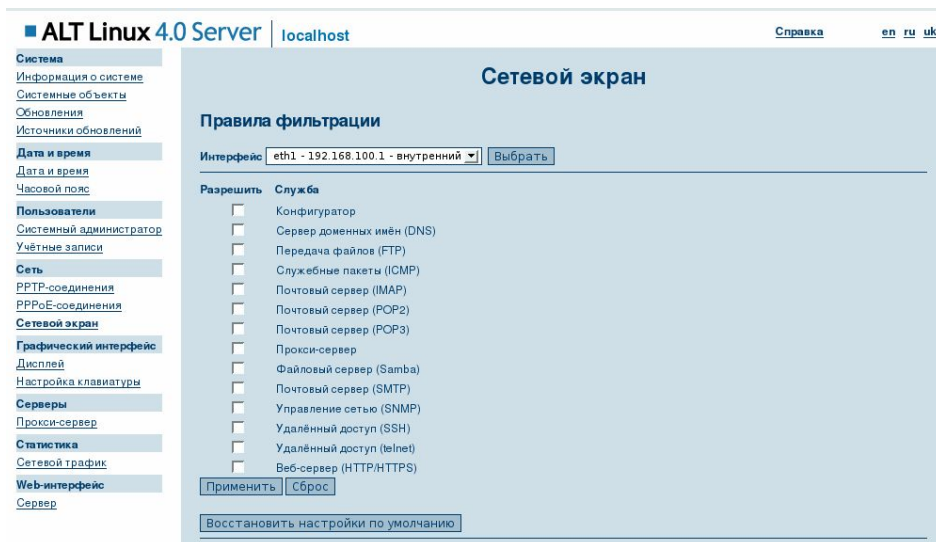 ALT Linux 4.0 Server localhost
Справка en ru uk
Система
Информация о системе
Системные объекты
Обновления
Источники обновлений
Дата и время
Дата и время
Часовой пояс
Пользователи
Системный администратор
Учётные записи
Сеть
PPTP-соединения
PPPoE-соединения
Сетевой экран
Графический интерфейс
Дисплей
Настройка клавиатуры
Серверы
Прокси-сервер
Статистика
Сетевой трафик
Web-интерфейс
Сервер
Сетевой экран
Правила фильтрации
Интерфейс eth1 - 192.168.100.1 - внутренний Выбрать
Разрешить Служба
Конфигуратор
Сервер доменных имён (DNS)
Передача файлов (FTP)
Служебные пакеты (ICMP)
Почтовый сервер (IMAP)
Почтовый сервер (POP2)
Почтовый сервер (POP3)
Прокси-сервер
Файловый сервер (Samba)
Почтовый сервер (SMTP)
Управление сетью (SNMP)
Удалённый доступ (SSH)
Удалённый доступ (telnet)
Веб-сервер (HTTP/HTTPS)
Применить Сброс
Восстановить настройки по умолчанию